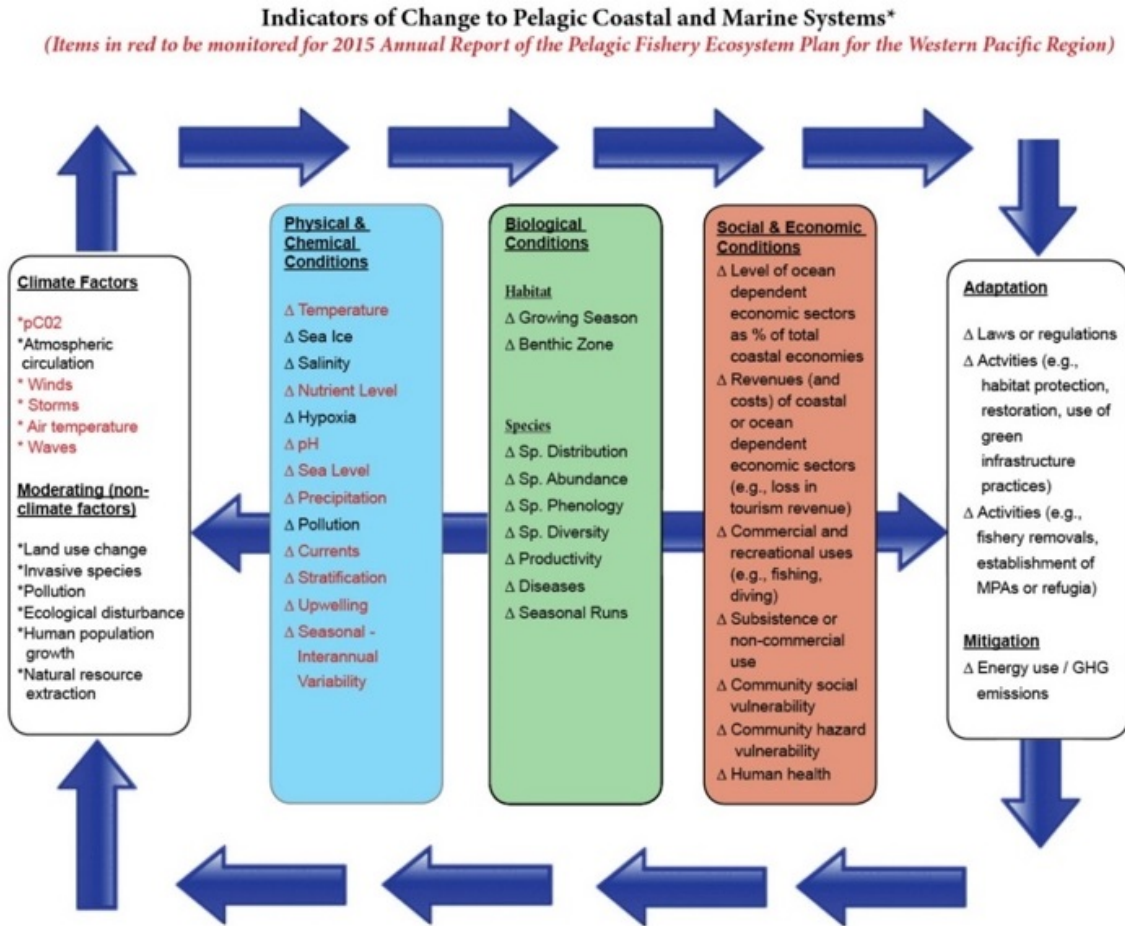 Indicators of Change to Pelagic Coastal and Marine Systems*
(Items in red to be monitored for 2015 Annual Report of the Pelagic Fishery Ecosystem Plan for the Western Pacific Region)
Climate Factors
*pC02
*Atmospheric
circulation
* Winds
* Storms
* Air temperature
* Waves
Moderating (non-
climate factors)
*Land use change
*Invasive species
*Pollution
*Ecological disturbance
*Human population
growth
*Natural resource
extraction
Physical &
Chemical
Conditions
Δ Temperature
Δ Sea Ice
Δ Salinity
Δ Nutrient Level
Δ Hypoxia
Δ pH
Δ Sea Level
Δ Precipitation
Δ Pollution
Δ Currents
Δ Stratification
Δ Upwelling
Δ Seasonal -
Interannual
Variability
Biological
Conditions
Habitat
Δ Growing Season
Δ Benthic Zone
Species
Δ Sp. Distribution
Δ Sp. Abundance
Δ Sp. Phenology
Δ Sp. Diversity
Δ Productivity
Δ Diseases
Δ Seasonal Runs
Social & Economic
Conditions
Δ Level of ocean
dependent
economic sectors
as % of total
coastal economies
Δ Revenues (and
costs) of coastal
or ocean
dependent
economic sectors
(e.g., loss in
tourism revenue)
Δ Commercial and
recreational uses
(e.g., fishing,
diving)
Δ Subsistence or
non-commercial
use
Δ Community social
vulnerability
Δ Community hazard
vulnerability
Δ Human health
Adaptation
Δ Laws or regulations
Δ Actvities (e.g.,
habitat protection,
restoration, use of
green
infrastructure
practices)
Δ Activities (e.g.,
fishery removals,
establishment of
MPAs or refugia)
Mitigation
Δ Energy use / GHG
emissions